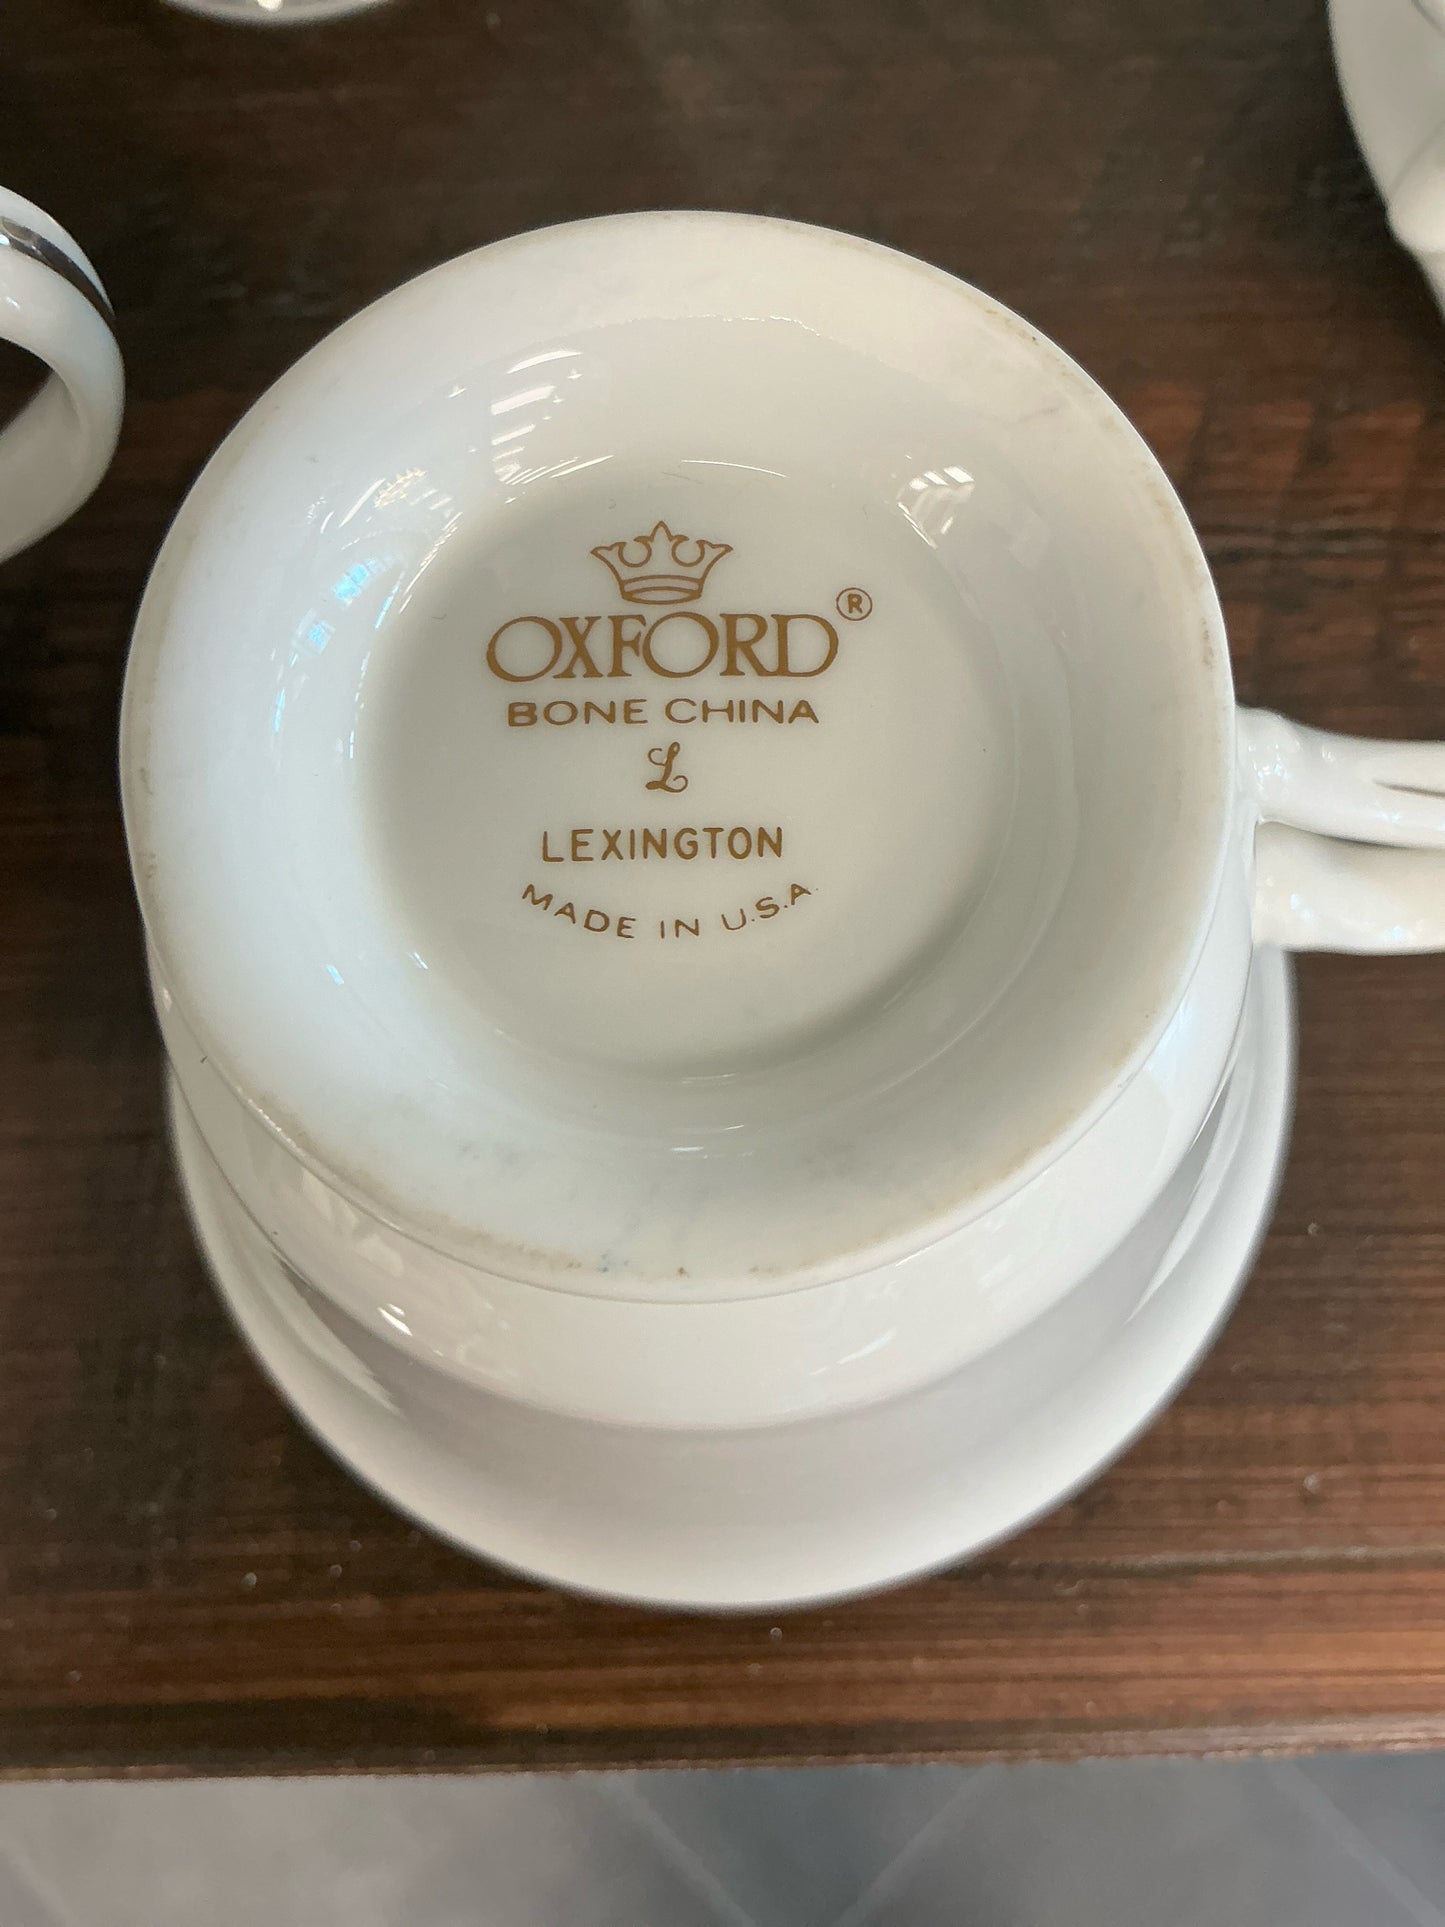 OXFORD®
BONE CHINA
L
LEXINGTON
MADE IN U.S.A.